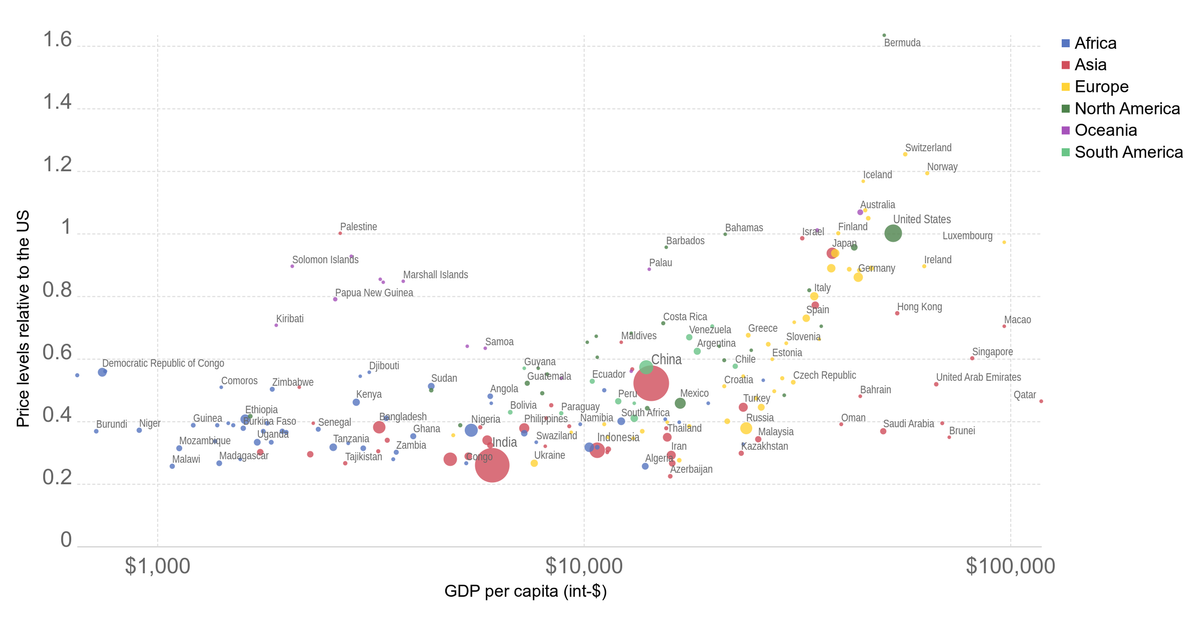 1.6
Bermuda
Africa
Asia
Europe
North America
Oceania
South America
1.4
1.2
Switzerland
Norway
Iceland
Australia
United States
1
Palestine
Bahamas
Israel
Finland
Luxembourg
Barbados
Japan
Solomon Islands
Palau
Ireland
Germany
Marshall Islands
0.8
Papua New Guinea
Italy
Hong Kong
Spain
Kiribati
Costa Rica
Macao
Venezuela
Greece
Samoa
Maldives
Argentina
Slovenia
0.6
Democratic Republic of Congo
Djibouti
Guyana
China
Chile
Estonia
Singapore
Comoros
Zimbabwe
Sudan
Guatemala
Ecuador
Croatia
Czech Republic
United Arab Emirates
Kenya
Angola
Peru
Mexico
Turkey
Bahrain
Qatar
0.4
Burundi
Niger
Guinea
Ethiopia
Burkina Faso
Senegal
Bangladesh
Bolivia
Paraguay
Nigeria
Philippines
Namibia
South Africa
Russia
Oman
Saudi Arabia
Brunei
Mozambique
Uganda
Tanzania
Ghana
Zambia
India
Swaziland
Indonesia
Thailand
Malaysia
Malawi
Madagascar
Tajikistan
Congo
Ukraine
Algeria
Iran
Kazakhstan
Azerbaijan
0.2
0
$1,000
$10,000
$100,000
GDP per capita (int-$)
Price levels relative to the US